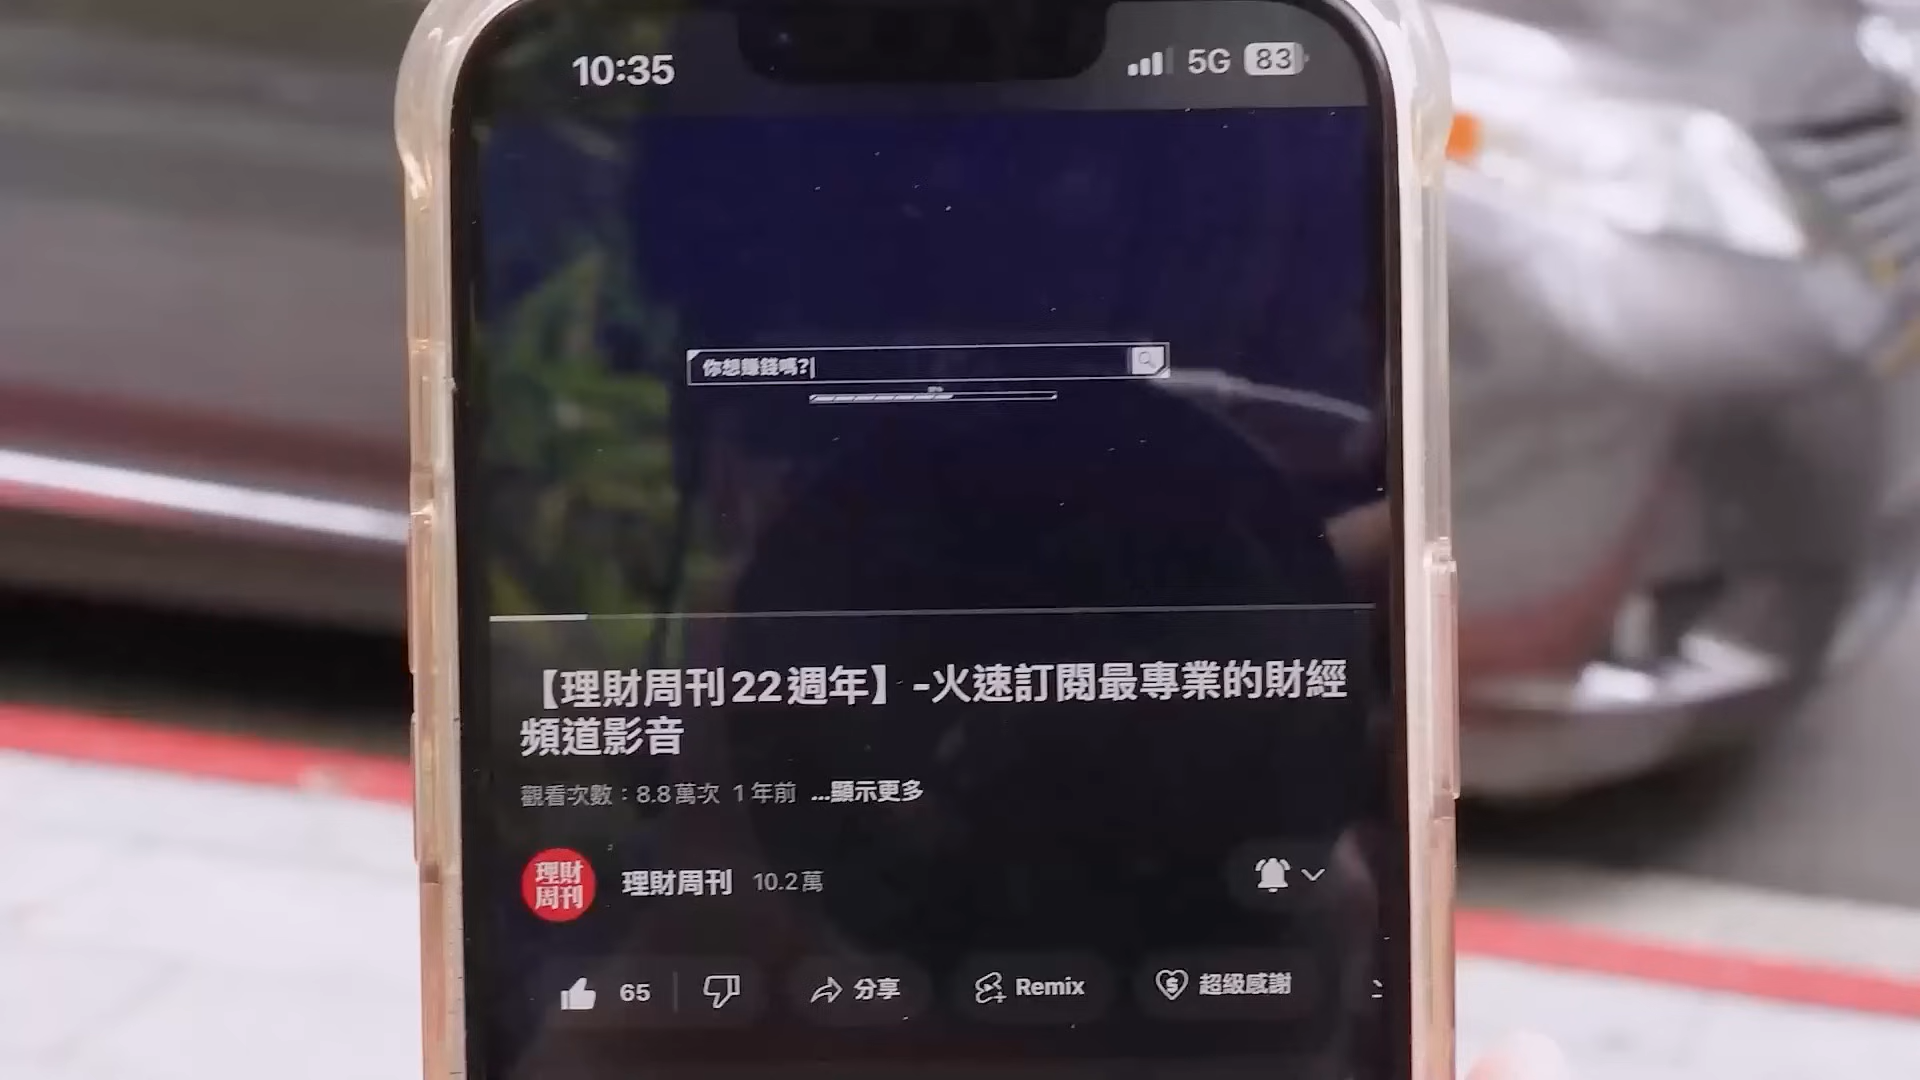 10:35
5G 83
你想賺錢嗎?
【理財周刊22週年】-火速訂閱最專業的財經
頻道影音
觀看次數：8.8萬次 1年前 ...顯示更多
理財
周刊
理財周刊 10.2萬
65 分享 Remix 超級感謝